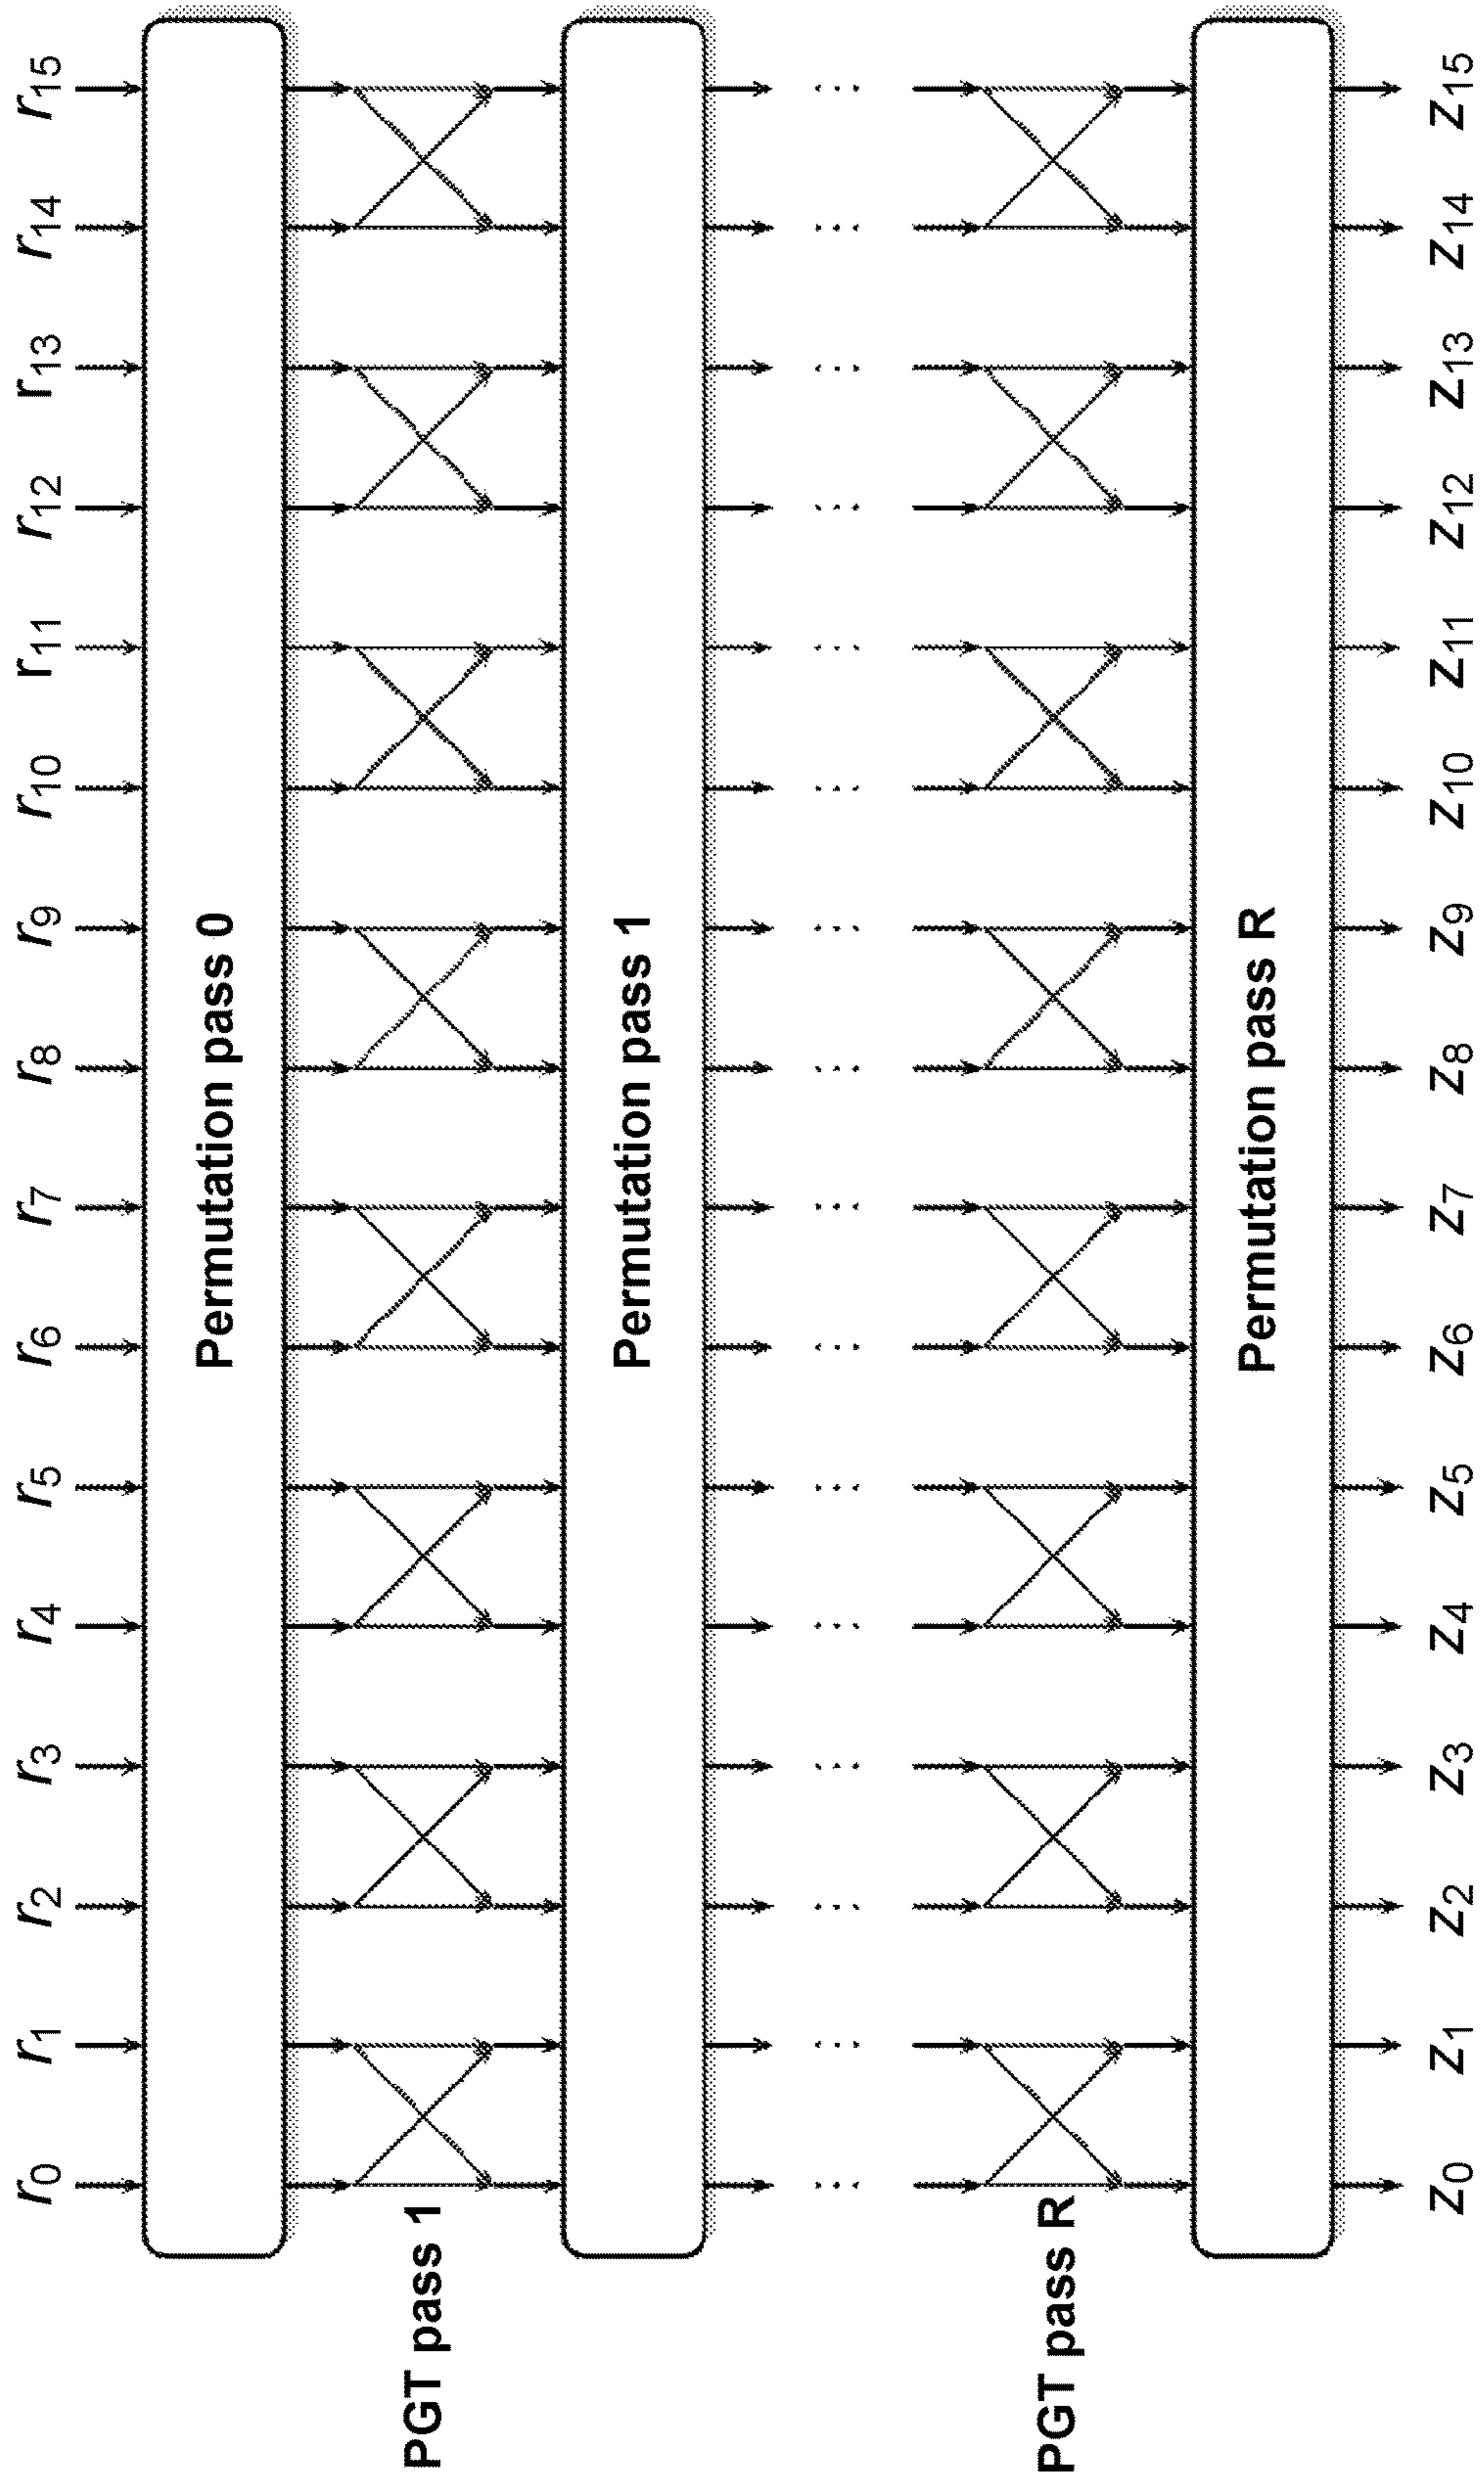 r0 r1 r2 r3 r4 r5 r6 r7 r8 r9 r10 r11 r12 r13 r14 r15
Permutation pass 0
PGT pass 1
Permutation pass 1
... ... ... ... ... ... ... ... ... ... ... ... ... ... ... ...
PGT pass R
Permutation pass R
z0 z1 z2 z3 z4 z5 z6 z7 z8 z9 z10 z11 z12 z13 z14 z15